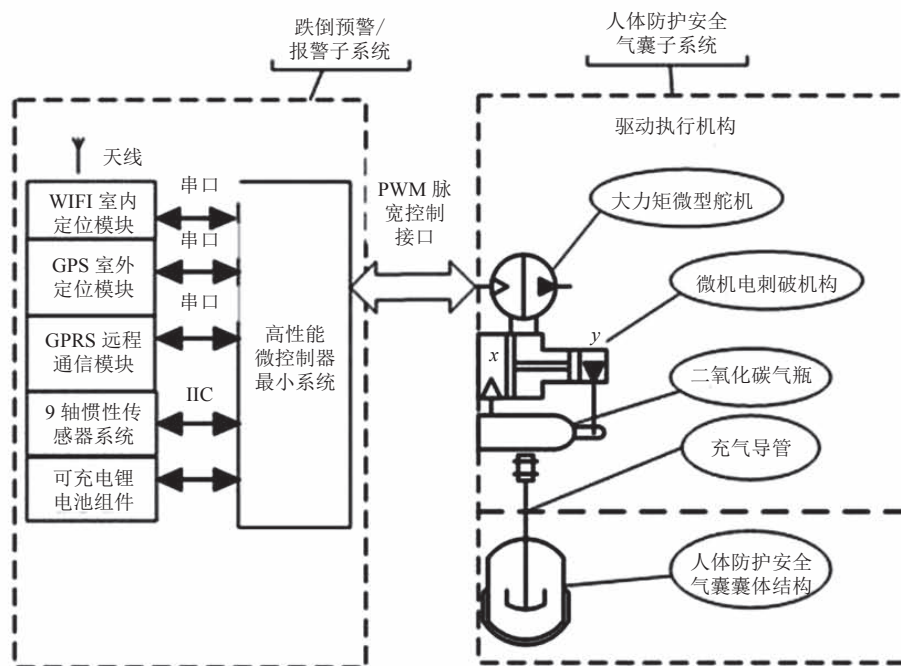 跌倒预警/
报警子系统
人体防护安全
气囊子系统
驱动执行机构
天线
WIFI 室内
定位模块
串口
GPS 室外
定位模块
串口
GPRS 远程
通信模块
串口
9 轴惯性传
感器系统
IIC
可充电锂
电池组件
高性能
微控制器
最小系统
PWM 脉
宽控制
接口
大力矩微型舵机
微机电刺破机构
x
y
二氧化碳气瓶
充气导管
人体防护安全
气囊囊体结构